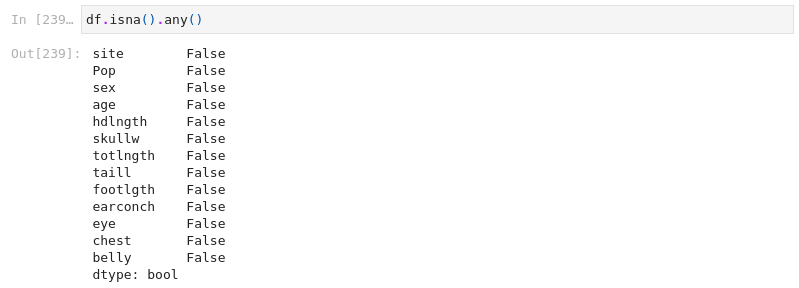 In [239… df.isna().any()
Out[239]: site False
Pop False
sex False
age False
hdlngth False
skullw False
totlngth False
taill False
footlgth False
earconch False
eye False
chest False
belly False
dtype: bool